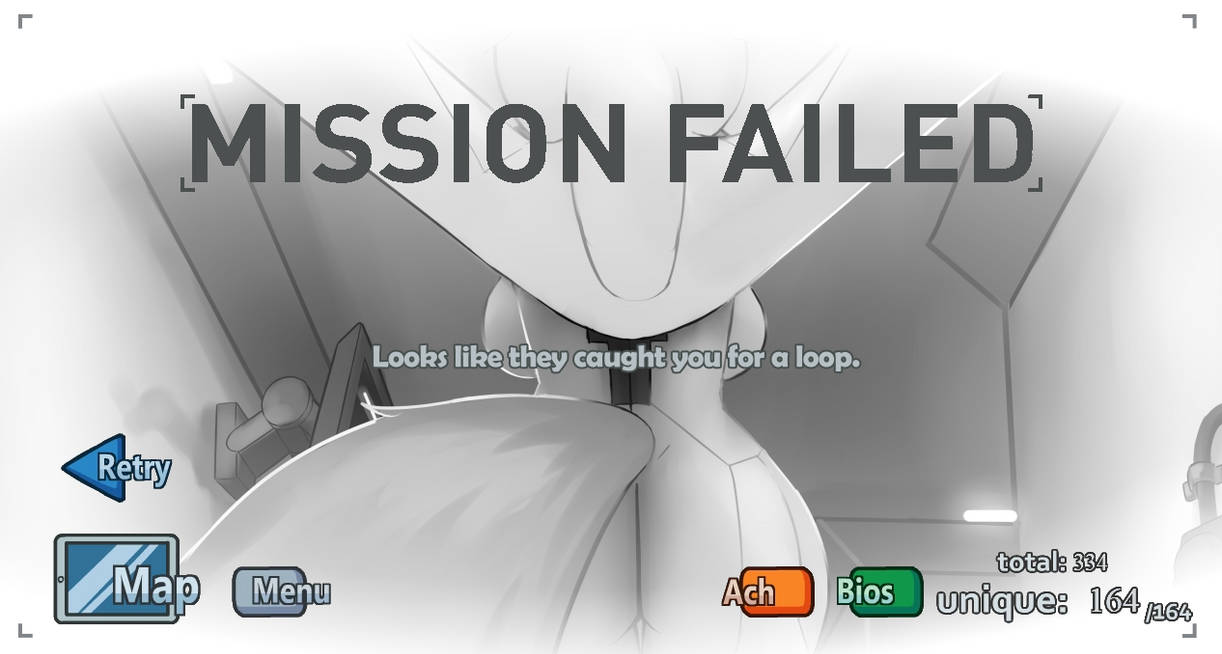 MISSION FAILED
Looks like they caught you for a loop.
Retry
Map
Menu
Ach
Bios
total: 334
unique: 164/164